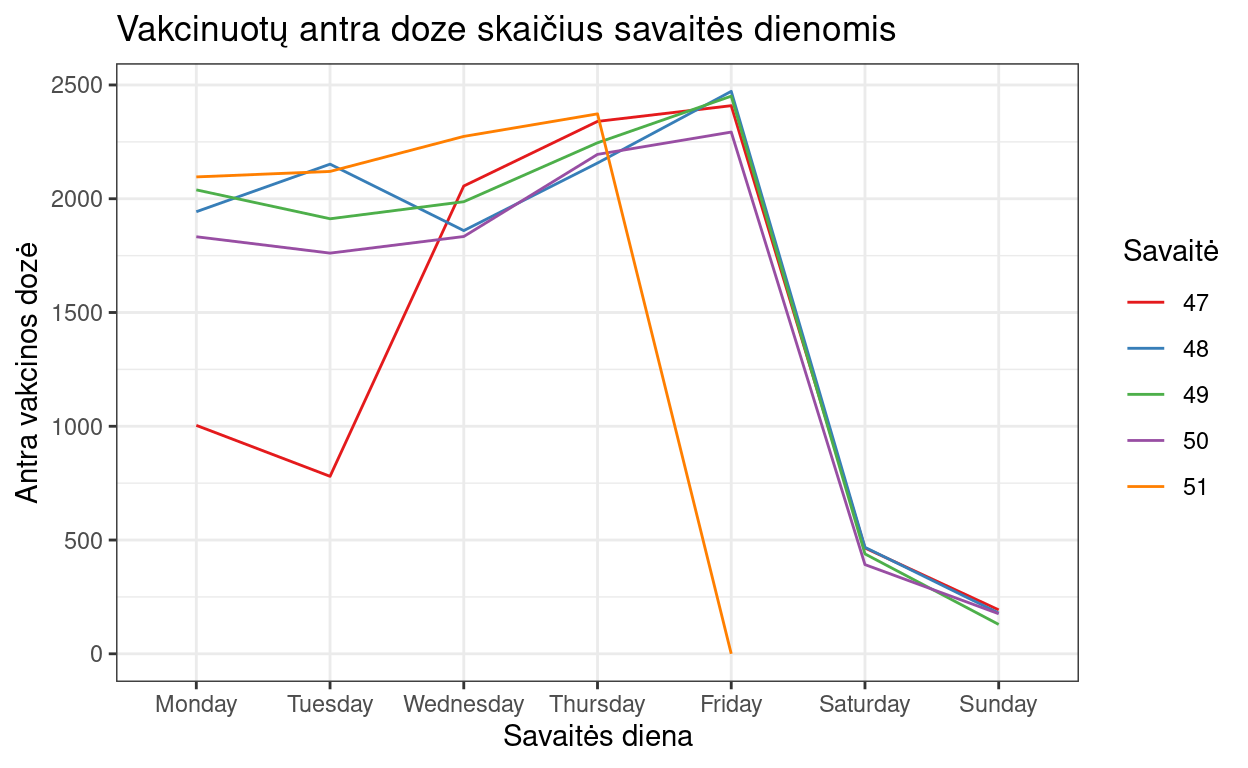 Vakcinuotų antra doze skaičius savaitės dienomis
Antra vakcinos dozė
2500
2000
1500
1000
500
0
Monday Tuesday Wednesday Thursday Friday Saturday Sunday
Savaitės diena
Savaitė
47
48
49
50
51